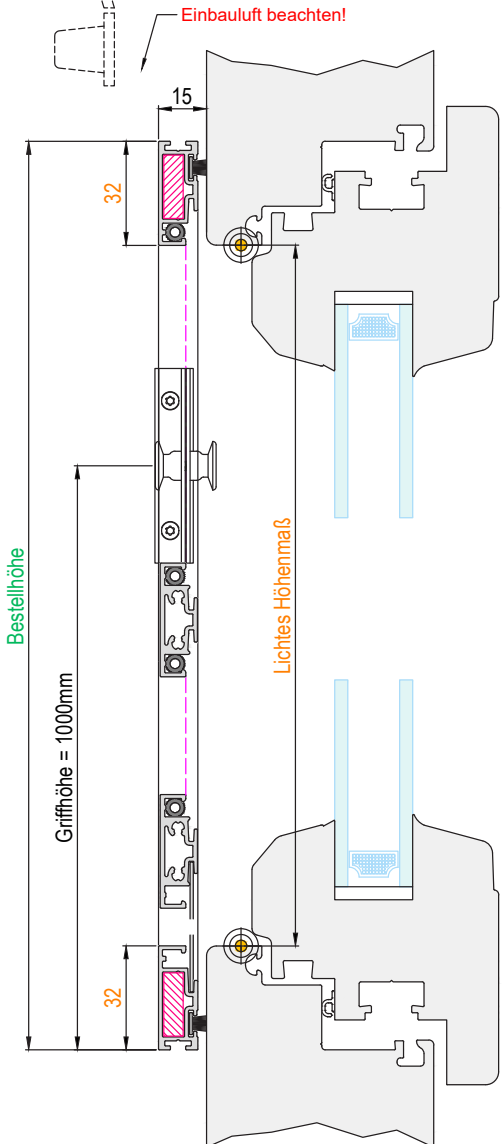 Einbauluft beachten!
15
32
Bestellhöhe
Griffhöhe = 1000mm
Lichtes Höhenmaß
32